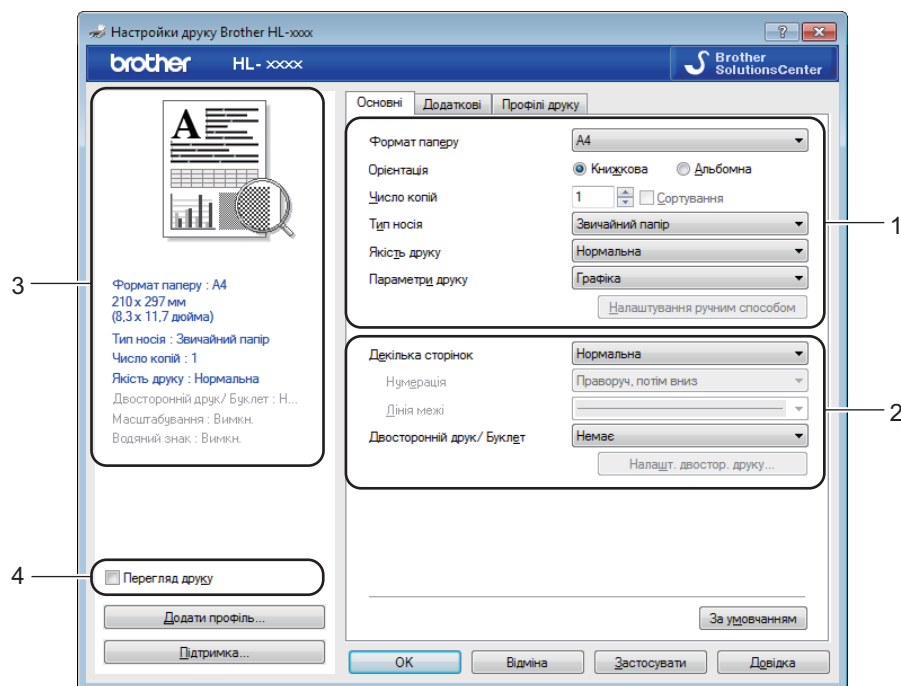 Настройки друку Brother HL-xxxx
brother HL- xxxx
Brother
SolutionsCenter
A
Формат паперу : A4
210 x 297 мм
(8,3 x 11,7 дюйма)
Тип носія : Звичайний папір
Число копій : 1
Якість друку : Нормальна
Двосторонній друк/ Буклет : Н...
Масштабування : Вимкн.
Водяний знак : Вимкн.
Перегляд друку
Додати профіль...
Підтримка...
Основні Додаткові Профілі друку
Формат паперу A4
Орієнтація Книжкова Альбомна
Число копій 1 Сортування
Тип носія Звичайний папір
Якість друку Нормальна
Параметри друку Графіка
Налаштування ручним способом
Декілька сторінок Нормальна
Нумерація Праворуч, потім вниз
Лінія межі
Двосторонній друк/ Буклет Немає
Налашт. двостор. друку...
За умовчанням
OK Відміна Застосувати Довідка
1
2
3
4